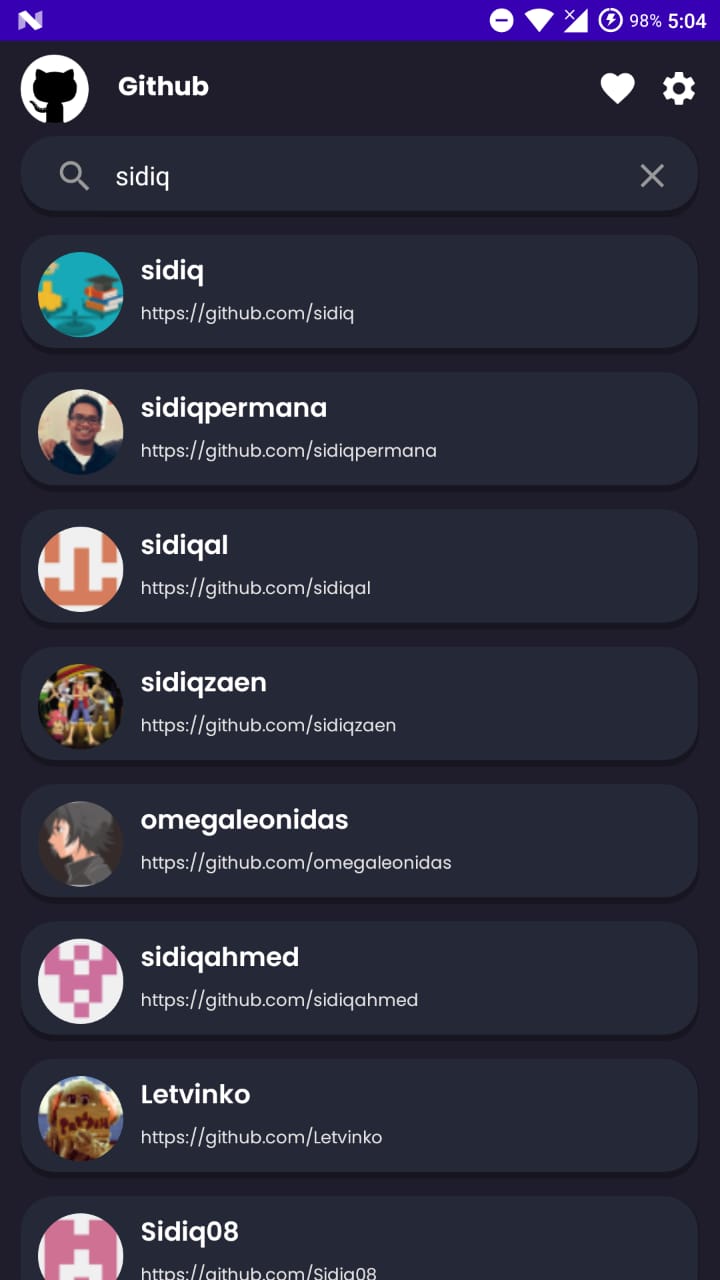 98% 5:04
Github
sidiq
sidiq
https://github.com/sidiq
sidiqpermana
https://github.com/sidiqpermana
sidiqal
https://github.com/sidiqal
sidiqzaen
https://github.com/sidiqzaen
omegaleonidas
https://github.com/omegaleonidas
sidiqahmed
https://github.com/sidiqahmed
Letvinko
https://github.com/Letvinko
Sidiq08
https://github.com/Sidiq08